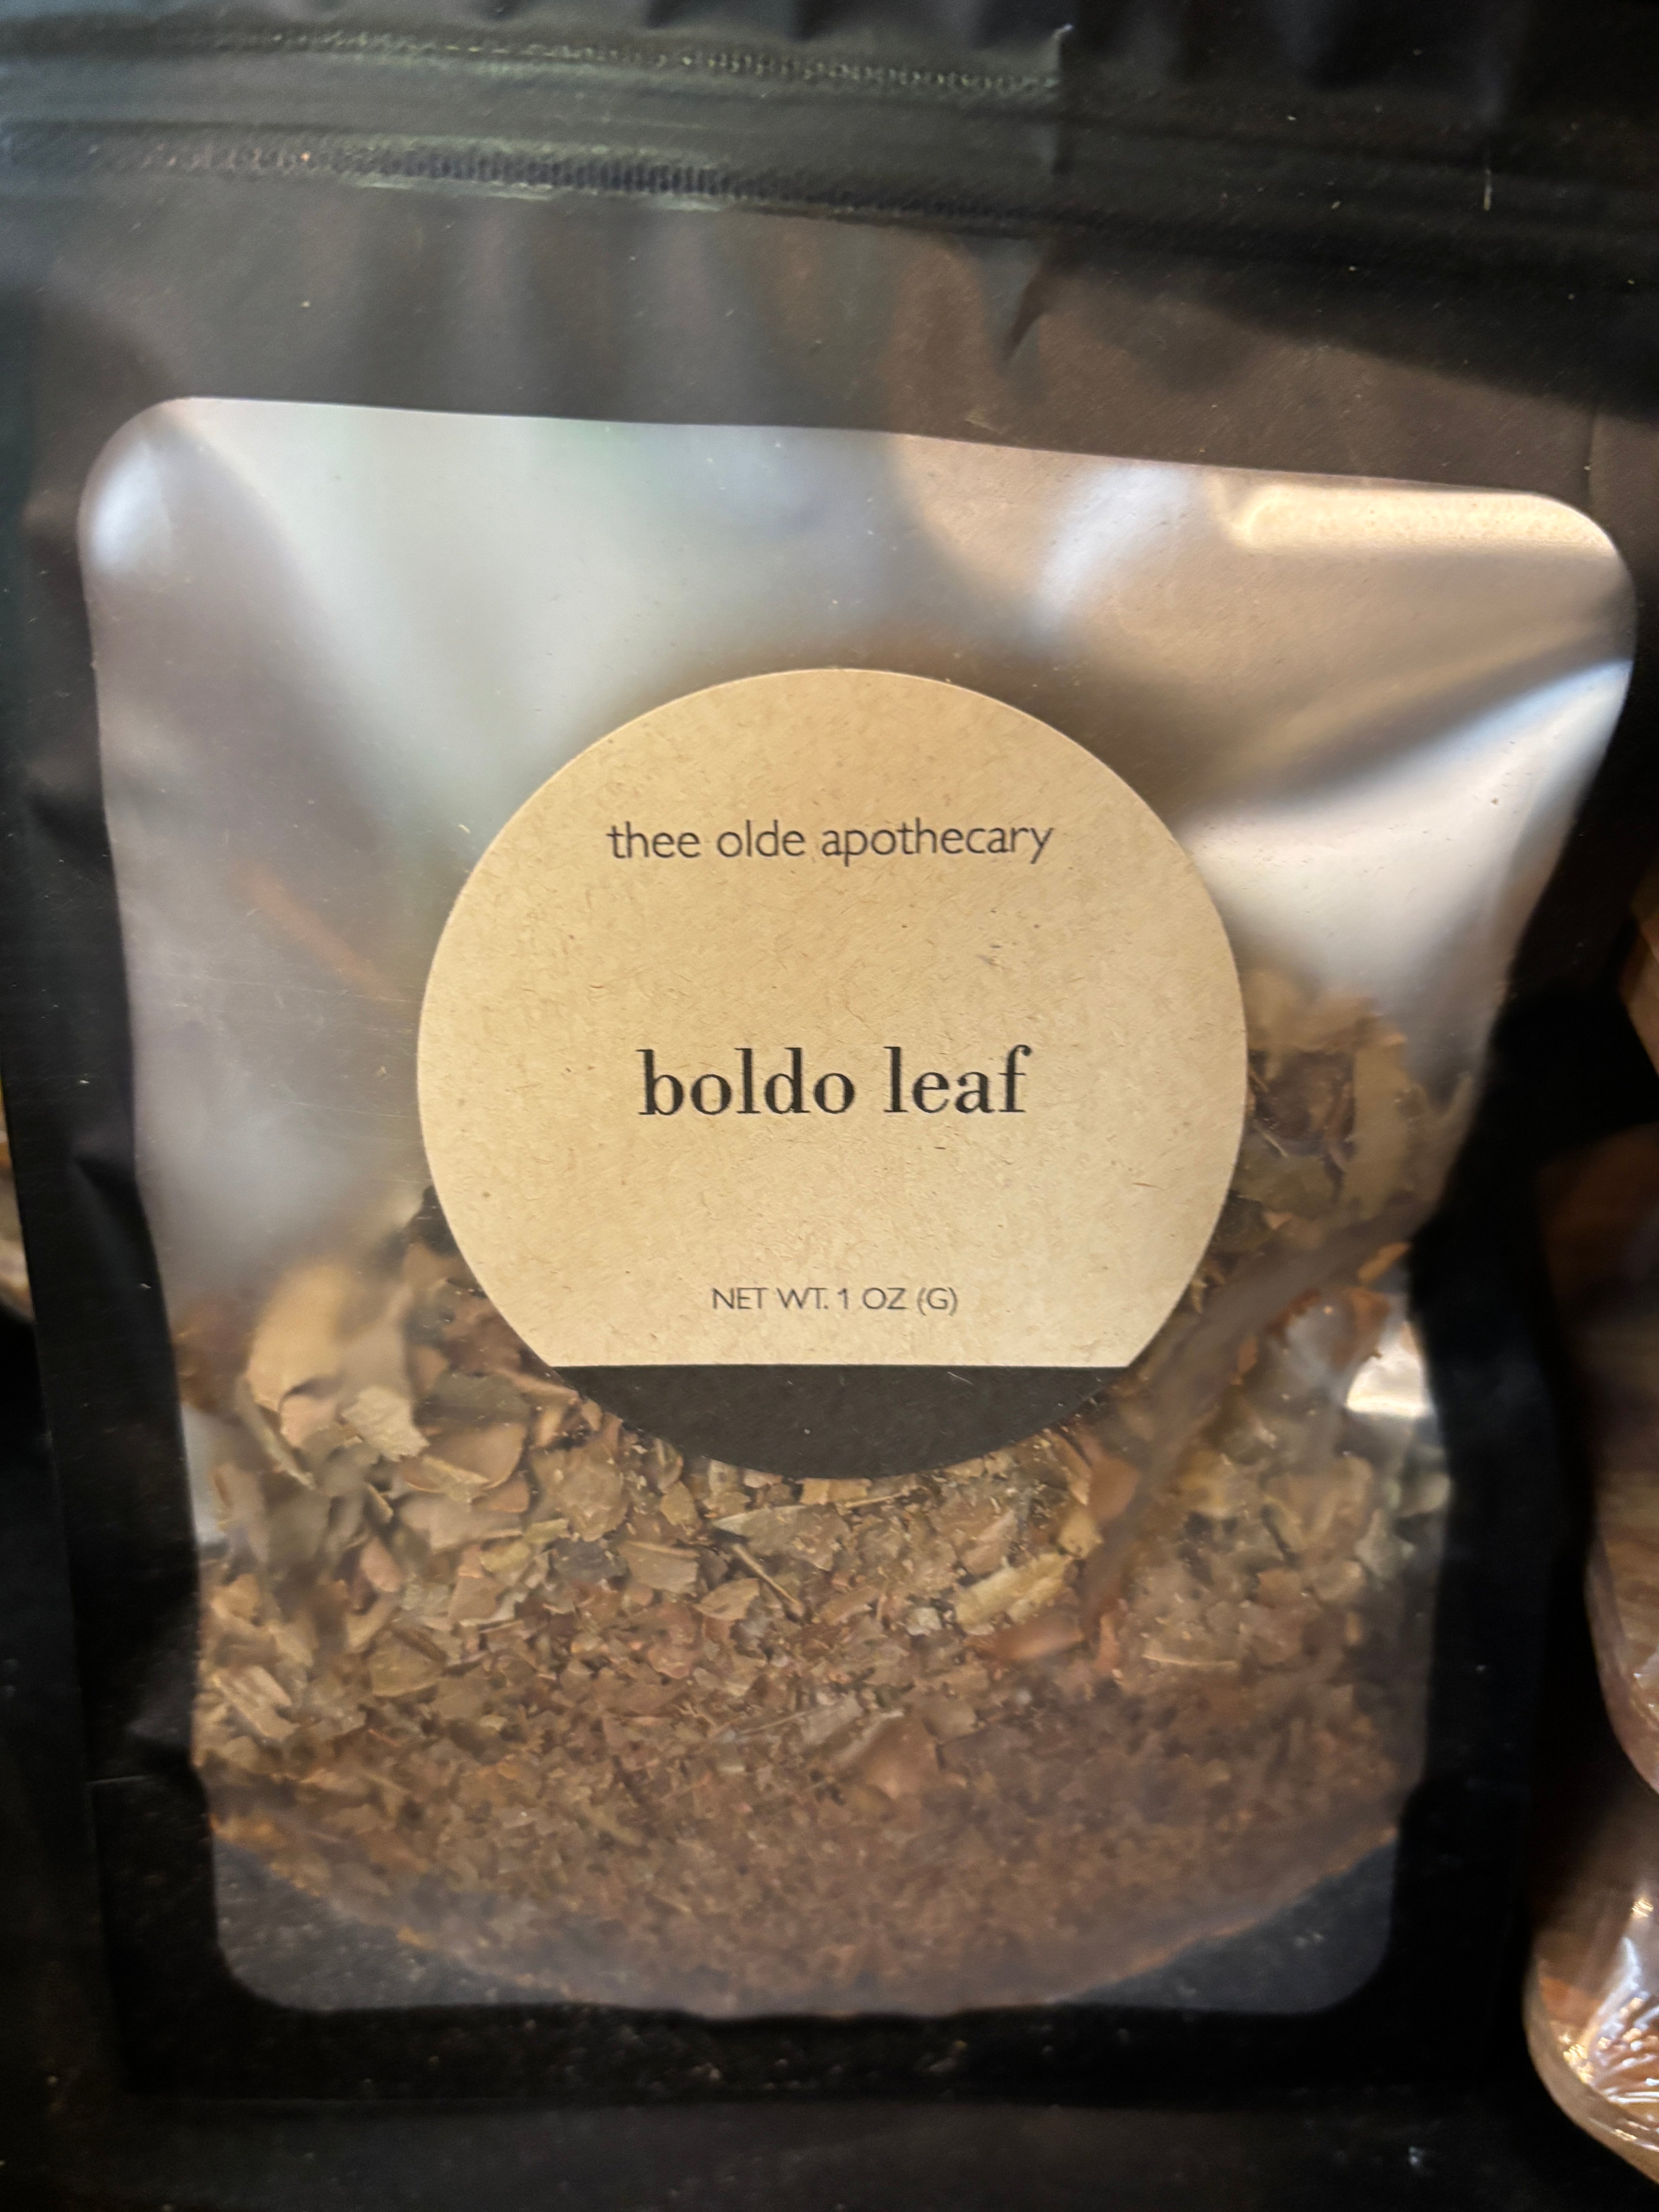 thee olde apothecary
boldo leaf
NET WT. 1 OZ (G)